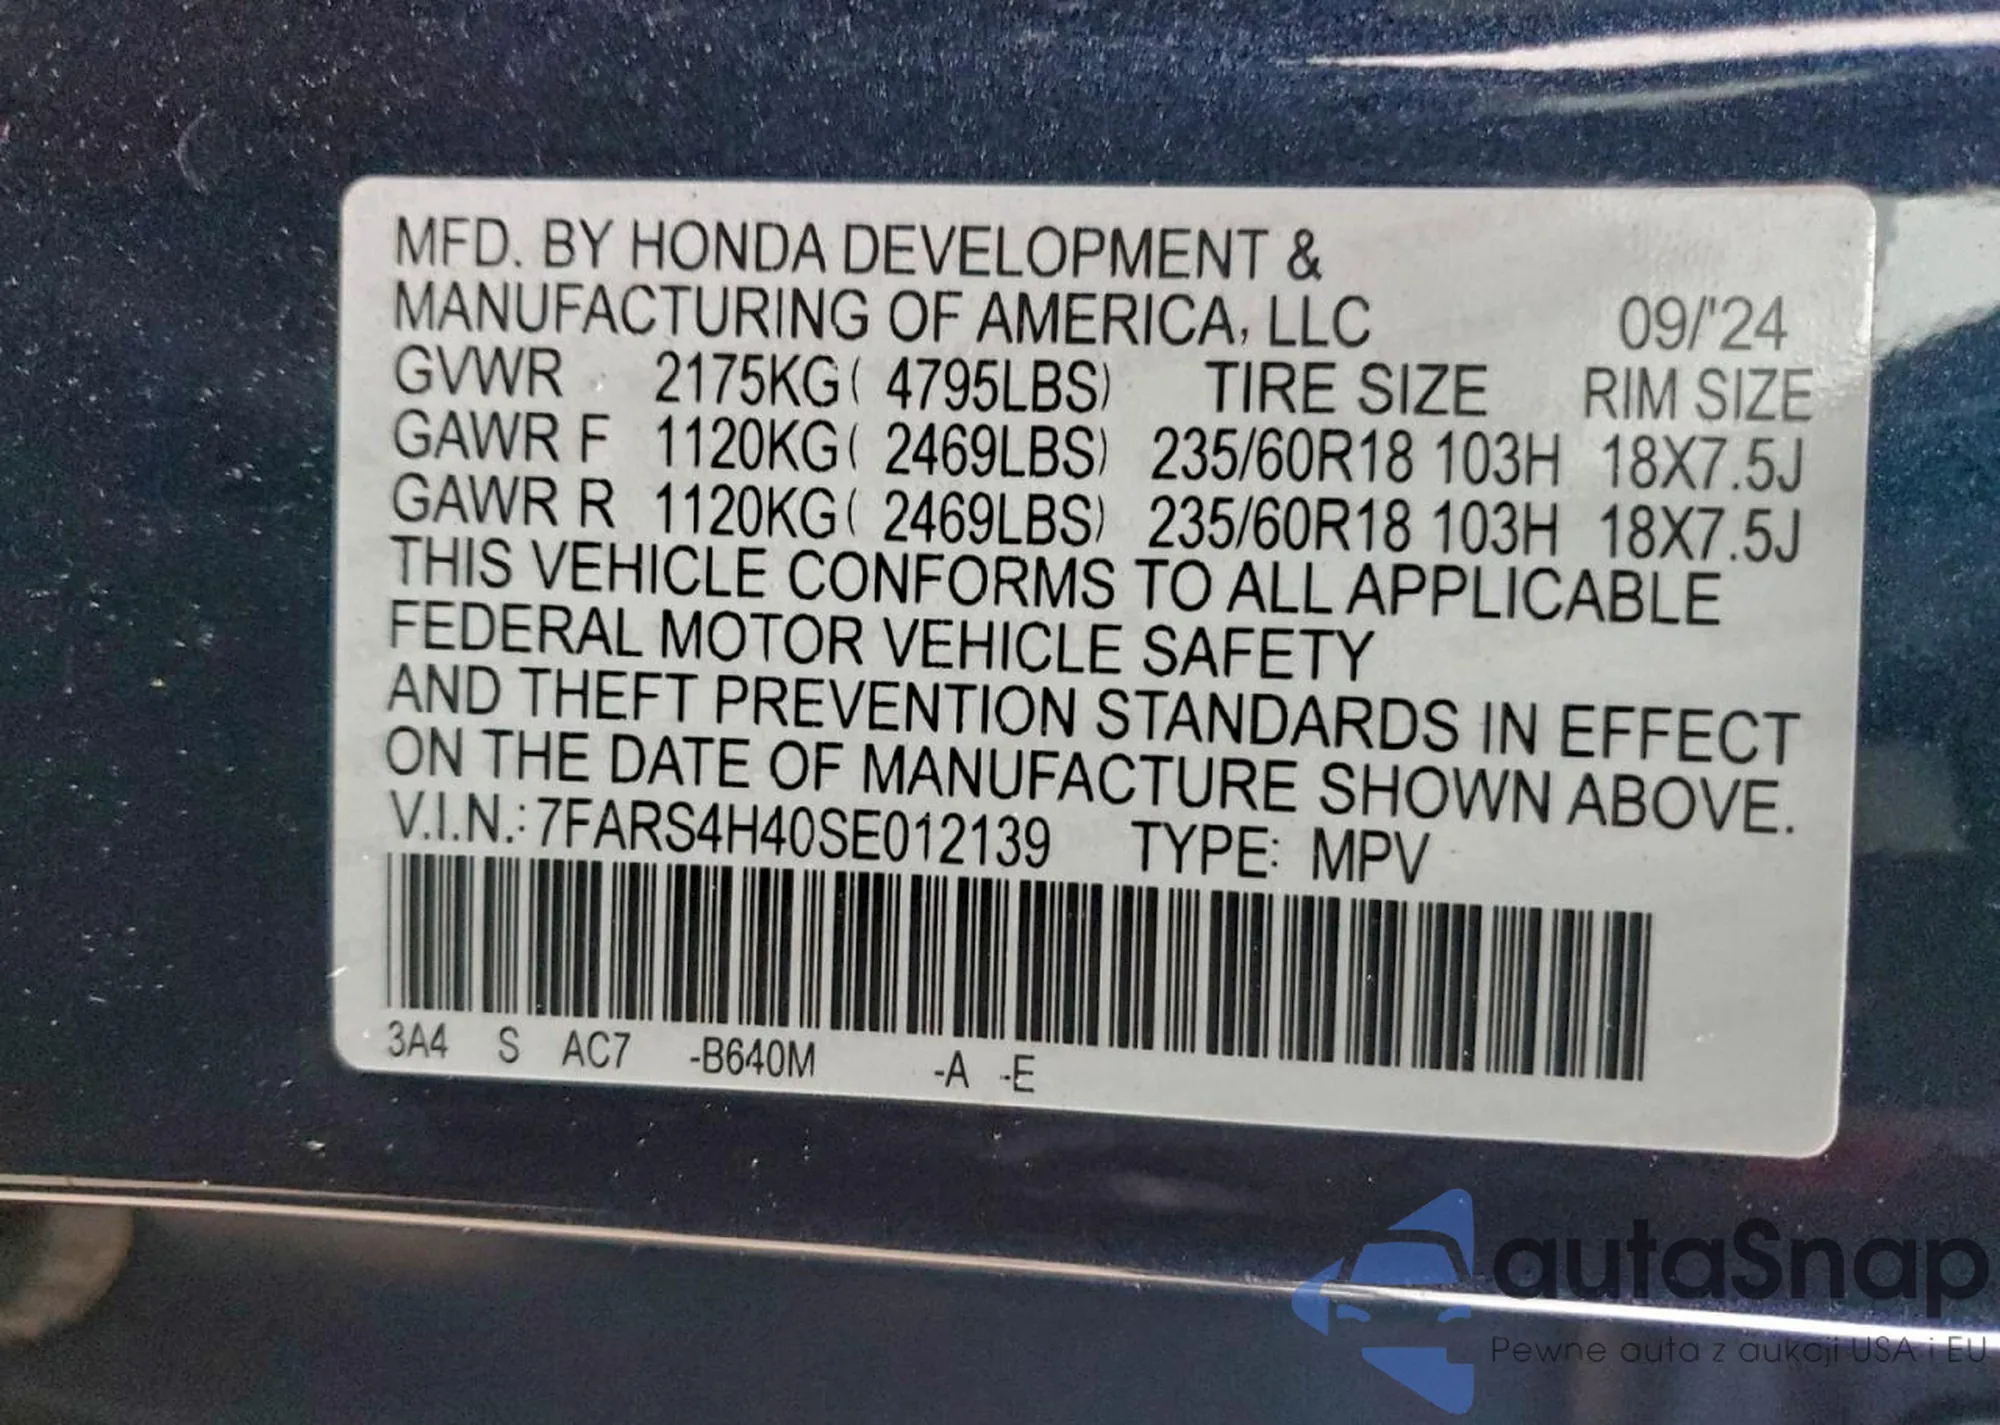 MFD. BY HONDA DEVELOPMENT &
MANUFACTURING OF AMERICA, LLC 09/'24
GVWR 2175KG( 4795LBS) TIRE SIZE RIM SIZE
GAWR F 1120KG( 2469LBS) 235/60R18 103H 18X7.5J
GAWR R 1120KG( 2469LBS) 235/60R18 103H 18X7.5J
THIS VEHICLE CONFORMS TO ALL APPLICABLE
FEDERAL MOTOR VEHICLE SAFETY
AND THEFT PREVENTION STANDARDS IN EFFECT
ON THE DATE OF MANUFACTURE SHOWN ABOVE.
V.I.N.: 7FARS4H40SE012139 TYPE: MPV
3A4 S AC7 -B640M -A -E
autaSnap
Pewne auta z aukcji USA i EU